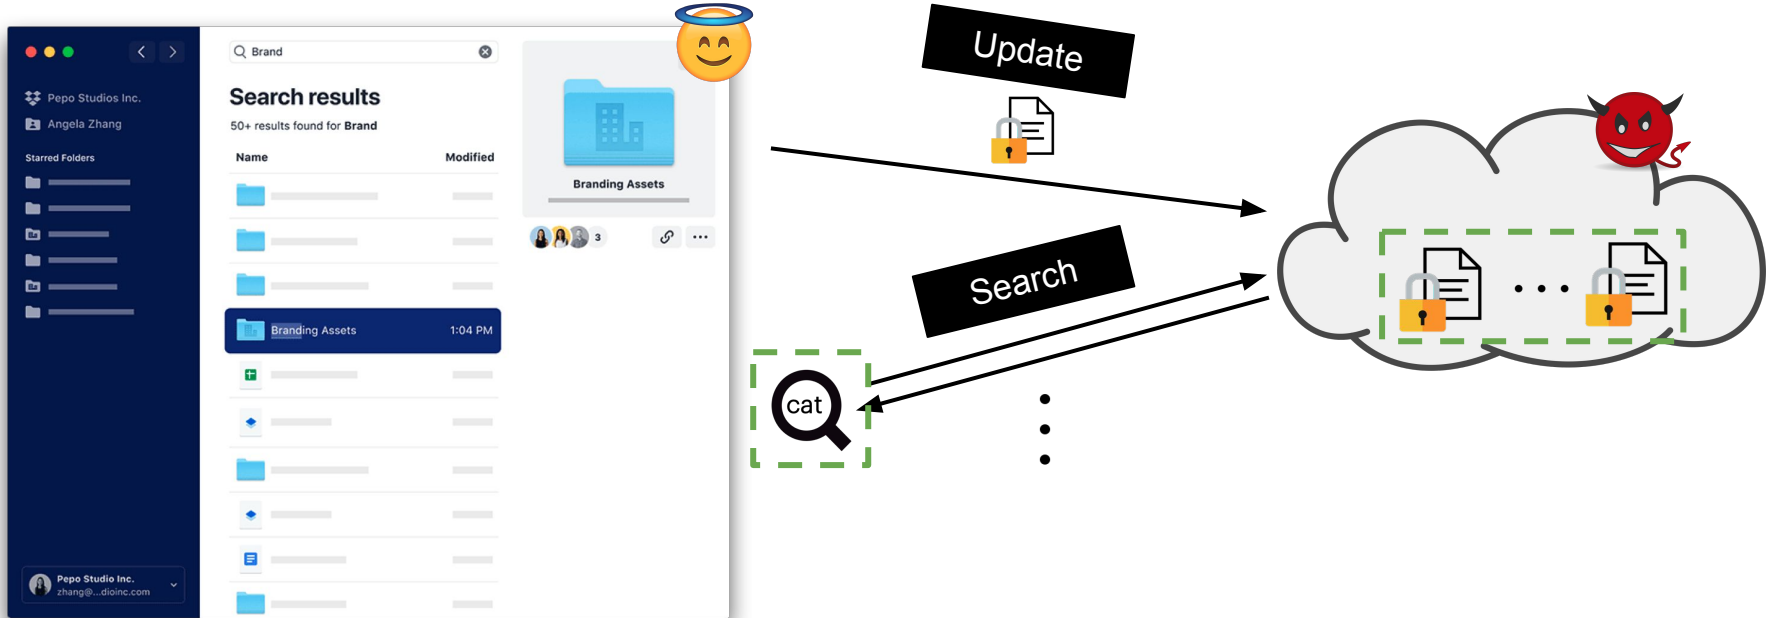 Pepo Studios Inc.
Angela Zhang
Starred Folders
Pepo Studio Inc.
zhang@...dioinc.com
Brand
Search results
50+ results found for Brand
Name Modified
Branding Assets 1:04 PM
Branding Assets
3
Update
Search
cat